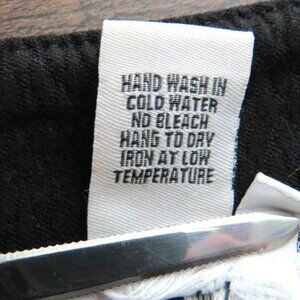 HAND WASH IN
COLD WATER
NO BLEACH
HANG TO DRY
IRON AT LOW
TEMPERATURE